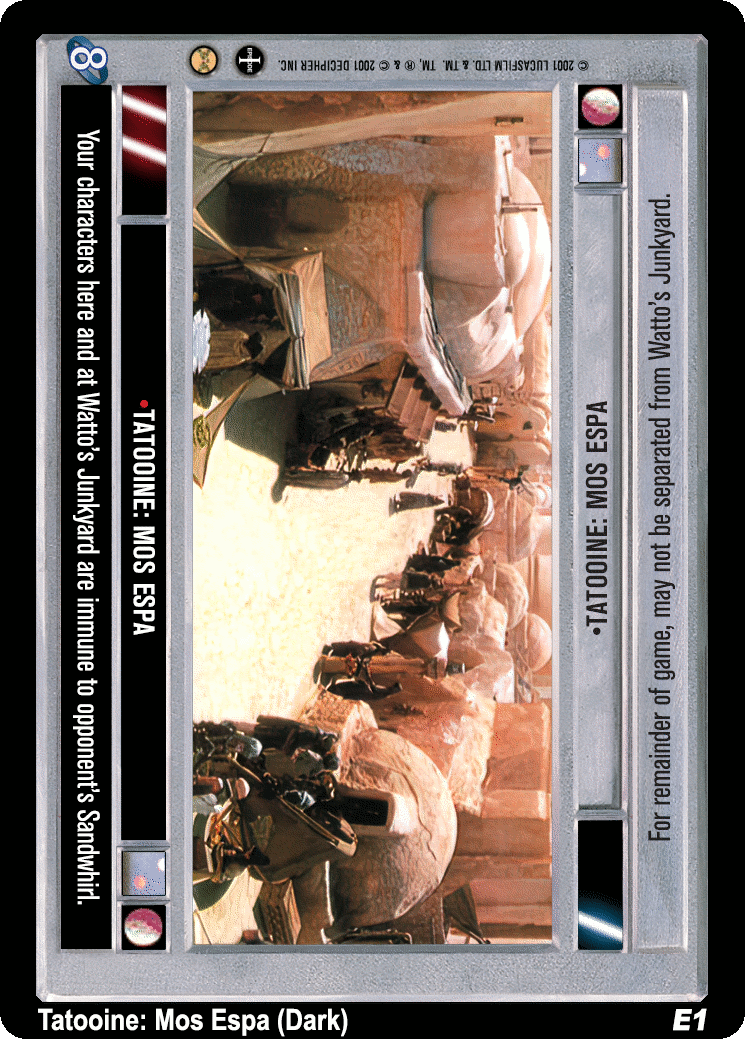 8
Your characters here and at Watto's Junkyard are immune to opponent's Sandwhirl.
•TATOOINE: MOS ESPA
EPISODE I
© 2001 LUCASFILM LTD. & TM. TM, ® & © 2001 DECIPHER INC.
•TATOOINE: MOS ESPA
For remainder of game, may not be separated from Watto's Junkyard.
Tatooine: Mos Espa (Dark)
E1